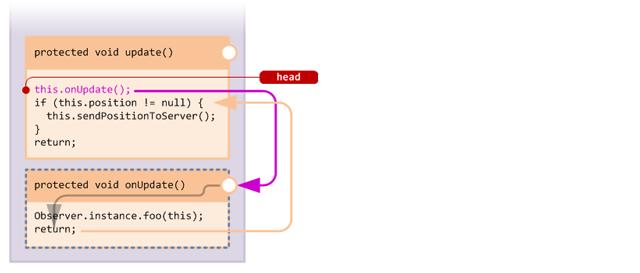 protected void update()
head
this.onUpdate();
if (this.position != null) {
this.sendPositionToServer();
}
return;
protected void onUpdate()
Observer.instance.foo(this);
return;